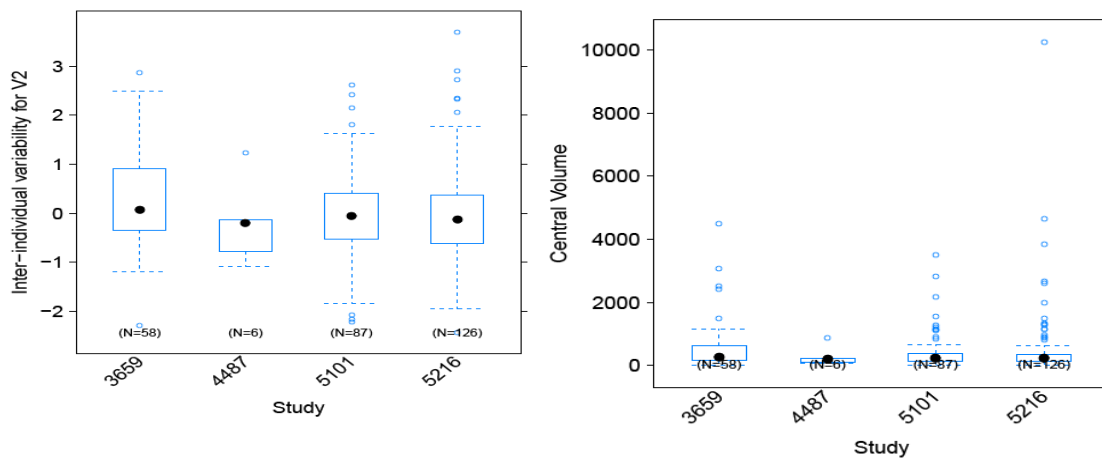 Inter-individual variability for V2
3
2
1
0
-1
-2
(N=58) (N=6) (N=87) (N=126)
3659 4487 5101 5216
Study
Central Volume
10000
8000
6000
4000
2000
0
(N=58) (N=6) (N=87) (N=126)
3659 4487 5101 5216
Study